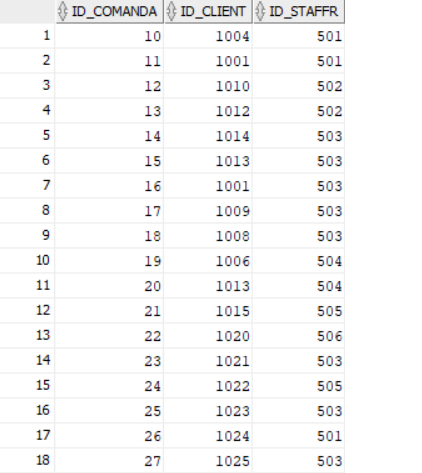 ID_COMANDA ID_CLIENT ID_STAFFR
1 10 1004 501
2 11 1001 501
3 12 1010 502
4 13 1012 502
5 14 1014 503
6 15 1013 503
7 16 1001 503
8 17 1009 503
9 18 1008 503
10 19 1006 504
11 20 1013 504
12 21 1015 505
13 22 1020 506
14 23 1021 503
15 24 1022 505
16 25 1023 503
17 26 1024 501
18 27 1025 503